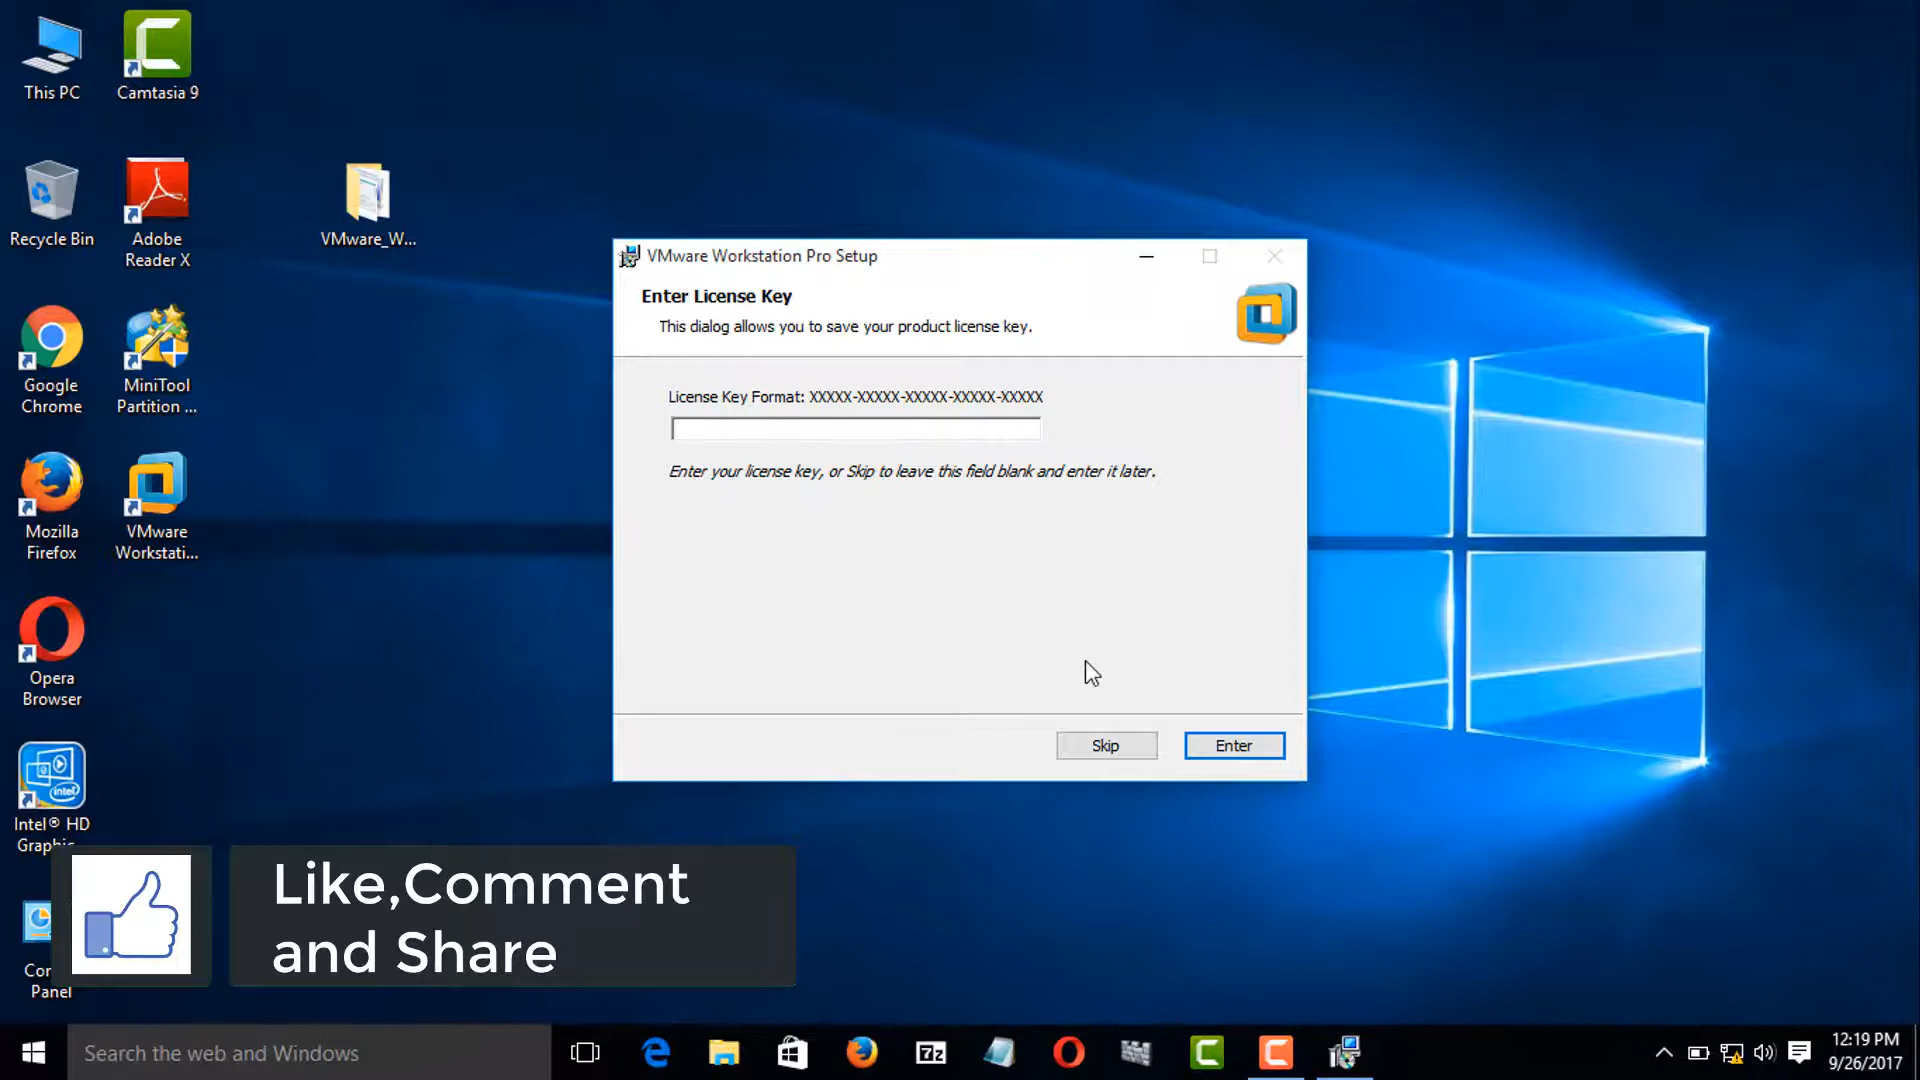 This PC
Camtasia 9
Recycle Bin
Adobe
Reader X
VMware_W...
Google
Chrome
MiniTool
Partition ...
Mozilla
Firefox
VMware
Workstati...
Opera
Browser
intel
Intel® HD
Graphic
Panel
VMware Workstation Pro Setup
Enter License Key
This dialog allows you to save your product license key.
License Key Format: XXXXX-XXXXX-XXXXX-XXXXX-XXXXX
Enter your license key, or Skip to leave this field blank and enter it later.
Skip
Enter
Like,Comment
and Share
Search the web and Windows
7z
12:19 PM
9/26/2017